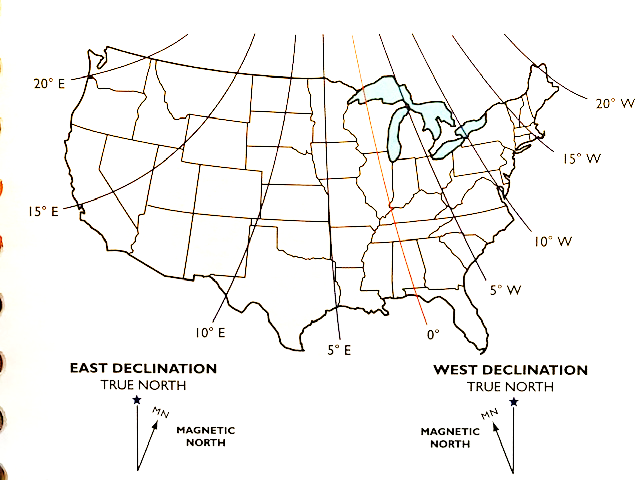 20° E
20° W
15° W
15° E
10° W
5° W
10° E
0°
5° E
EAST DECLINATION
TRUE NORTH
MN
MAGNETIC
NORTH
WEST DECLINATION
TRUE NORTH
MN
MAGNETIC
NORTH